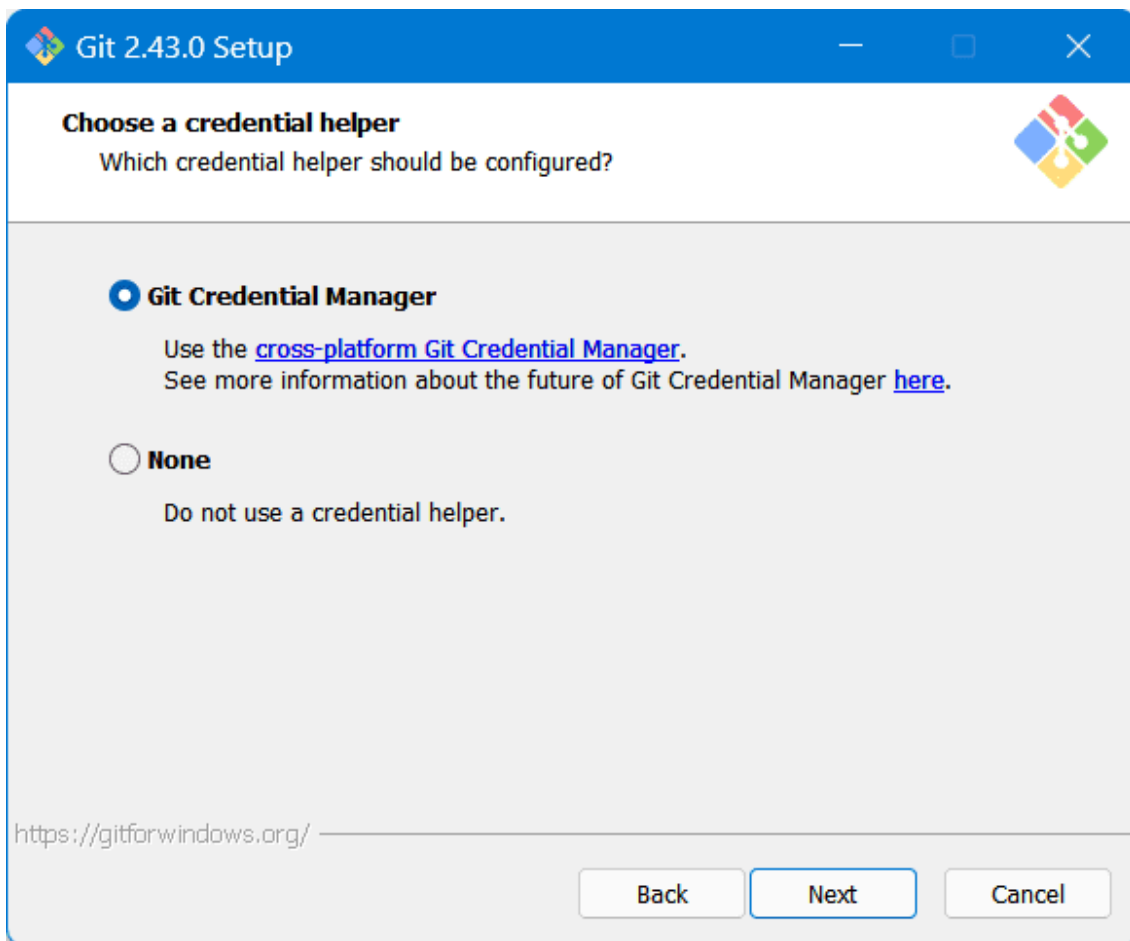 Git 2.43.0 Setup
Choose a credential helper
Which credential helper should be configured?
Git Credential Manager
Use the cross-platform Git Credential Manager.
See more information about the future of Git Credential Manager here.
None
Do not use a credential helper.
https://gitforwindows.org/
Back Next Cancel